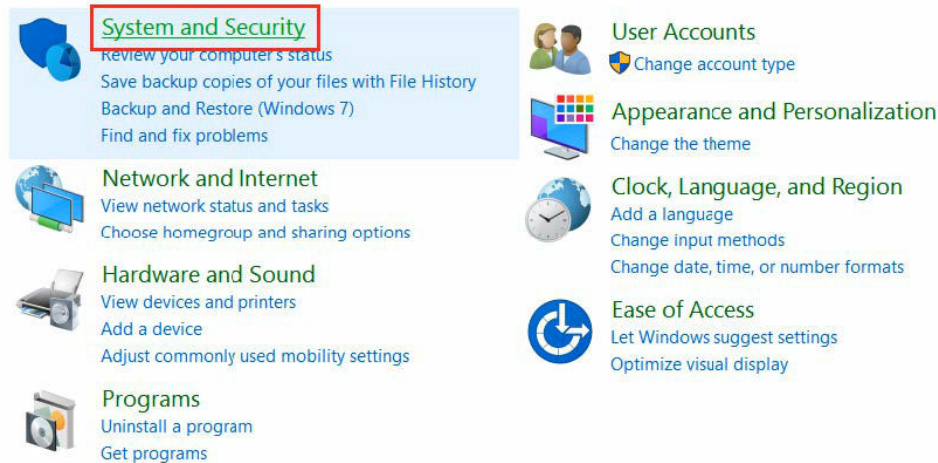 System and Security
Review your computer's status
Save backup copies of your files with File History
Backup and Restore (Windows 7)
Find and fix problems
Network and Internet
View network status and tasks
Choose homegroup and sharing options
Hardware and Sound
View devices and printers
Add a device
Adjust commonly used mobility settings
Programs
Uninstall a program
Get programs
User Accounts
Change account type
Appearance and Personalization
Change the theme
Clock, Language, and Region
Add a language
Change input methods
Change date, time, or number formats
Ease of Access
Let Windows suggest settings
Optimize visual display